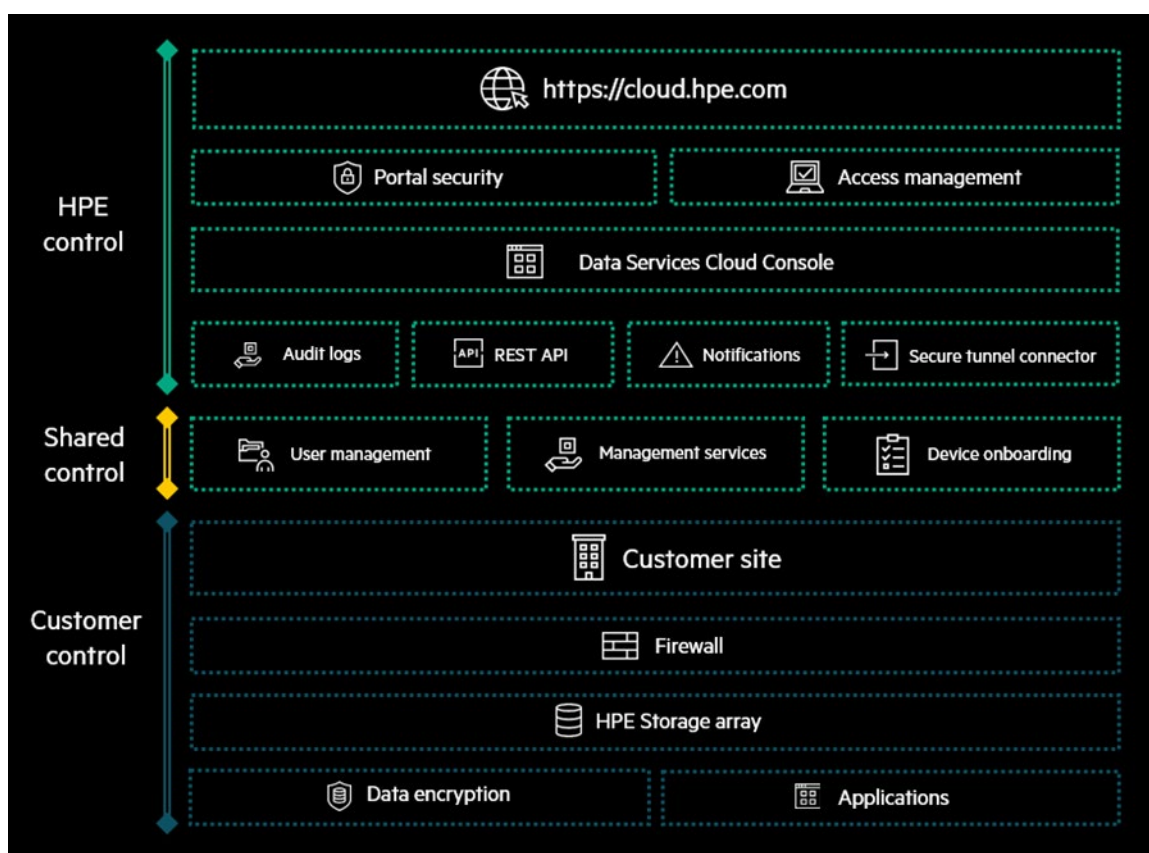 https://cloud.hpe.com
Portal security
Access management
HPE
control
Data Services Cloud Console
Audit logs
API
REST API
Notifications
Secure tunnel connector
Shared
control
User management
Management services
Device onboarding
Customer site
Customer
control
Firewall
HPE Storage array
Data encryption
Applications